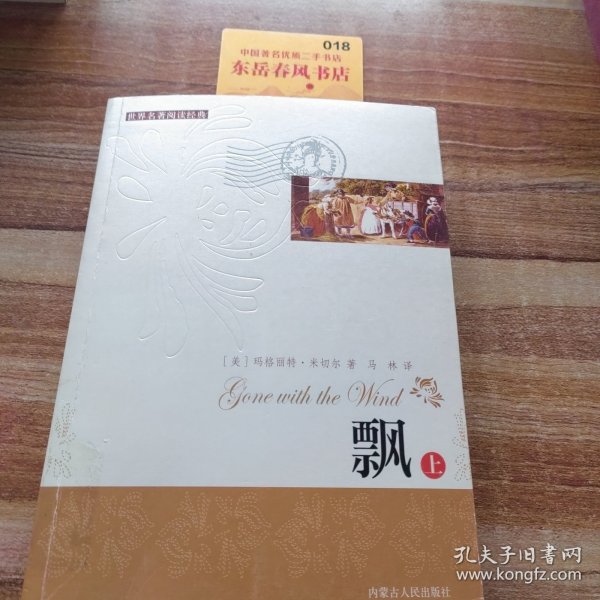 018
中国著名优质二手书店
东岳春风书店
世界名著阅读经典
[美]玛格丽特·米切尔 著 马 林 译
Gone with the Wind
飘 上
内蒙古人民出版社
孔夫子旧书网
www.kongfz.com